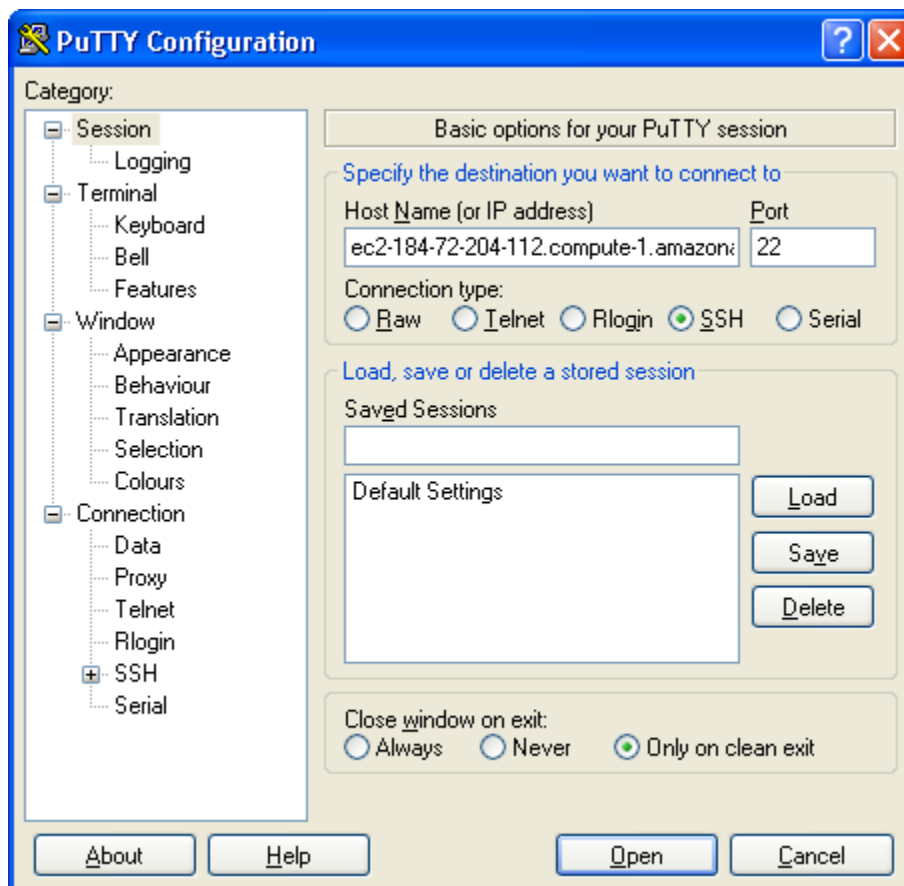 PuTTY Configuration
?
Category:
Session
Logging
Terminal
Keyboard
Bell
Features
Window
Appearance
Behaviour
Translation
Selection
Colours
Connection
Data
Proxy
Telnet
Rlogin
SSH
Serial
Basic options for your PuTTY session
Specify the destination you want to connect to
Host Name (or IP address) Port
ec2-184-72-204-112.compute-1.amazona 22
Connection type:
Raw Telnet Rlogin SSH Serial
Load, save or delete a stored session
Saved Sessions
Default Settings
Load
Save
Delete
Close window on exit:
Always Never Only on clean exit
About Help Open Cancel